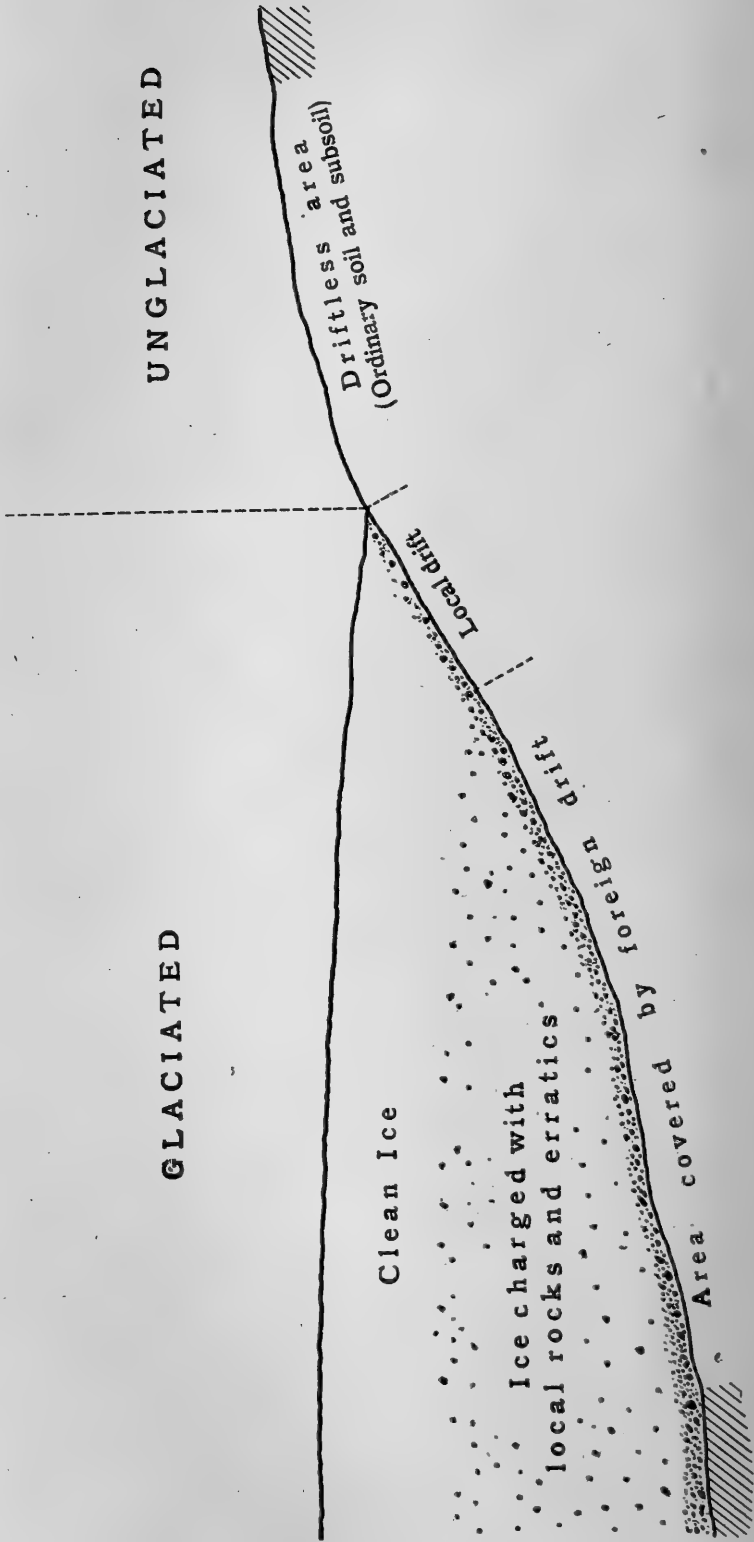 GLACIATED
UNGLACIATED
Clean Ice
Ice charged with
local rocks and erratics
Area covered by foreign drift
Local drift
Driftless area
(Ordinary soil and subsoil)